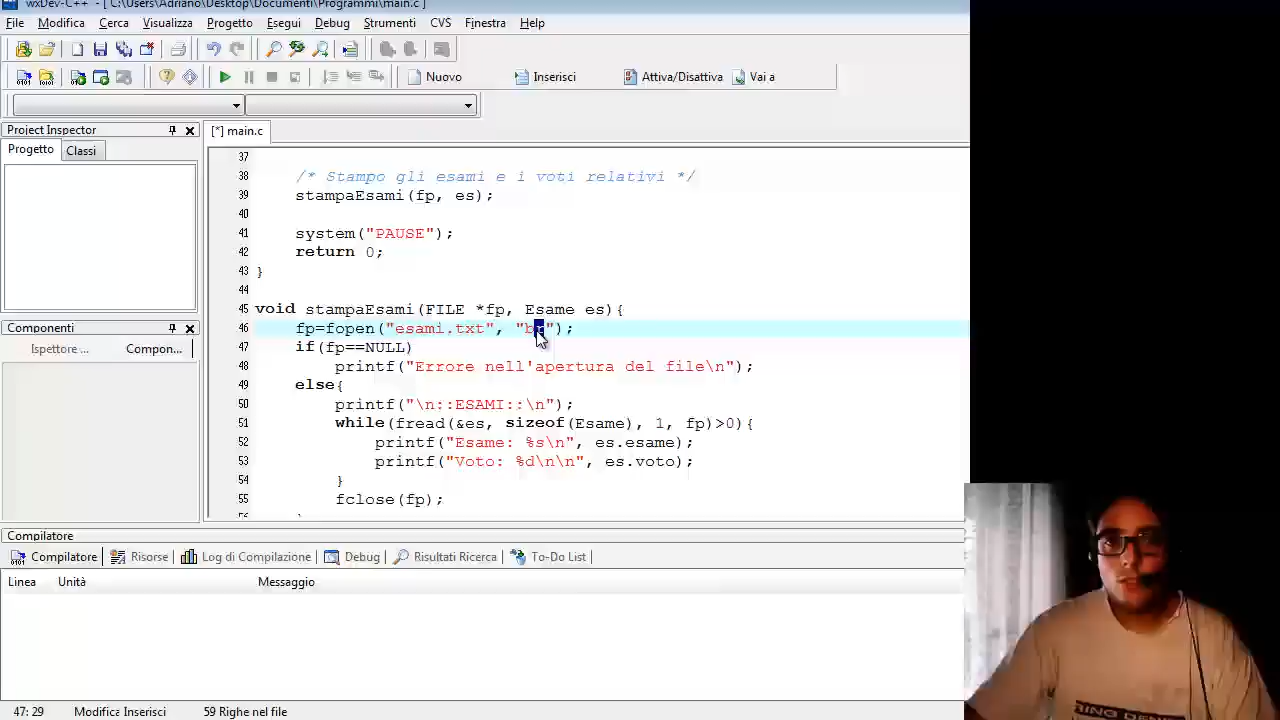 wxDev-C++ - [ C:\Users\Adriano\Desktop\Documenti\Programmi\main.c ]
File Modifica Cerca Visualizza Progetto Esegui Debug Strumenti CVS Finestra Help
Nuovo Inserisci Attiva/Disattiva Vai a
Project Inspector
[*] main.c
Progetto Classi
37
38 /* Stampo gli esami e i voti relativi */
39 stampaEsami(fp, es);
40
41 system("PAUSE");
42 return 0;
43 }
44
45 void stampaEsami(FILE *fp, Esame es){
46 fp=fopen("esami.txt", "br");
47 if(fp==NULL)
48 printf("Errore nell'apertura del file\n");
49 else{
50 printf("\n::ESAMI::\n");
51 while(fread(&es, sizeof(Esame), 1, fp)>0){
52 printf("Esame: %s\n", es.esame);
53 printf("Voto: %d\n\n", es.voto);
54 }
55 fclose(fp);
Componenti
Ispettore ... Compon...
Compilatore
Compilatore Risorse Log di Compilazione Debug Risultati Ricerca To-Do List
Linea Unità Messaggio
47: 29 Modifica Inserisci 59 Righe nel file